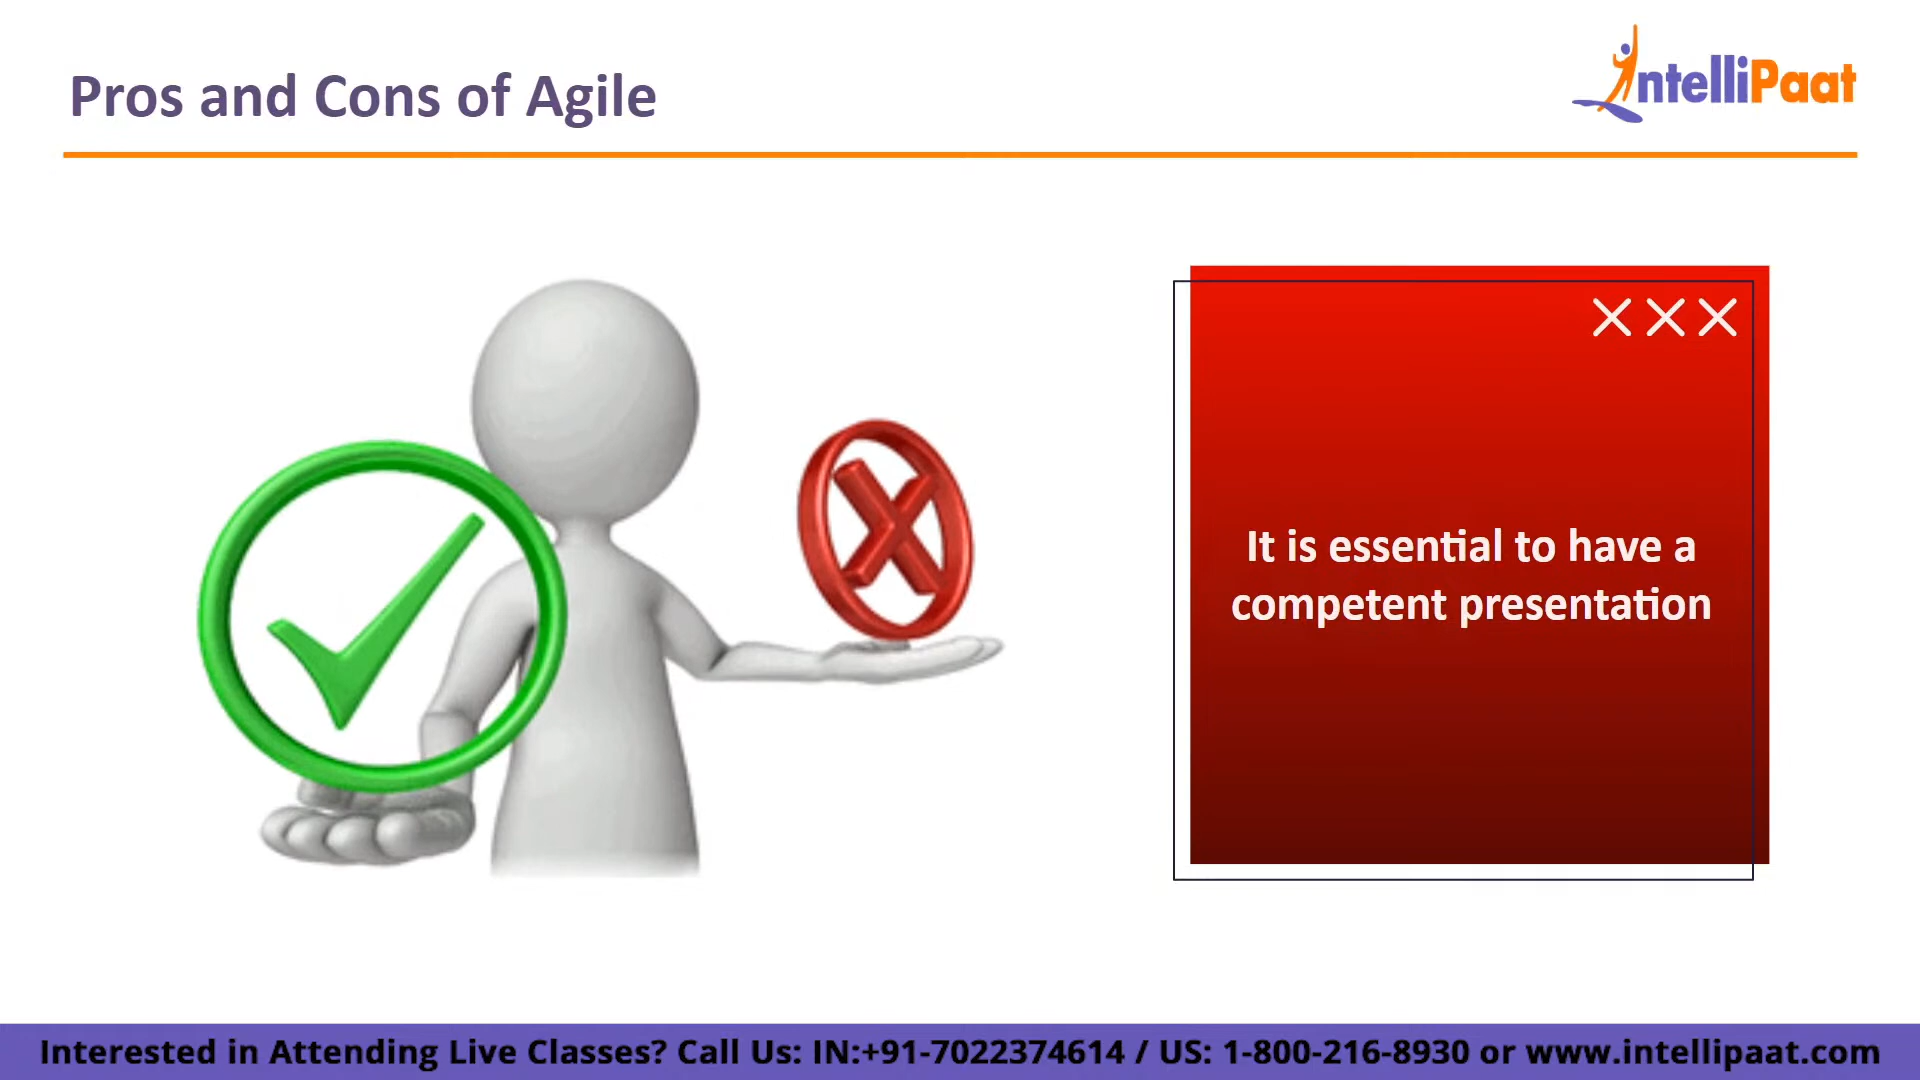 Pros and Cons of Agile
IntelliPaat
It is essential to have a
competent presentation
Interested in Attending Live Classes? Call Us: IN:+91-7022374614 / US: 1-800-216-8930 or www.intellipaat.com